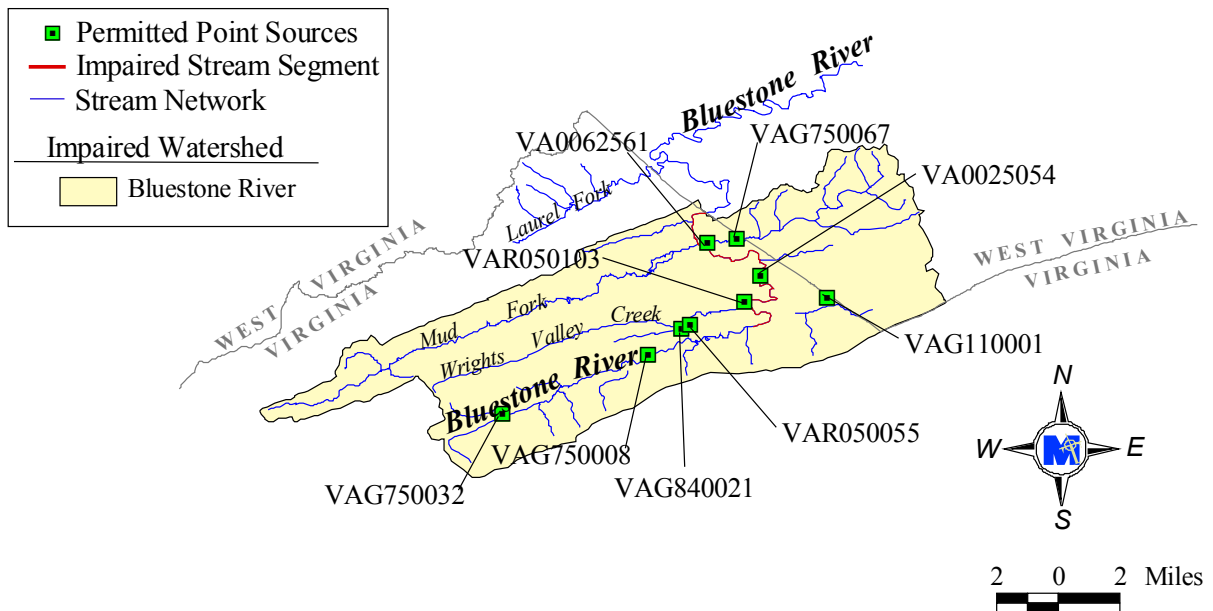 Permitted Point Sources
Impaired Stream Segment
Stream Network
Impaired Watershed
Bluestone River
Bluestone River
VA0062561
VAG750067
VA0025054
Laurel Fork
WEST VIRGINIA
VIRGINIA
WEST VIRGINIA
VIRGINIA
VAR050103
Mud Fork
Wrights Valley Creek
Bluestone River
VAG110001
VAR050055
VAG750008
VAG840021
VAG750032
N
W
E
S
M
2 0 2 Miles